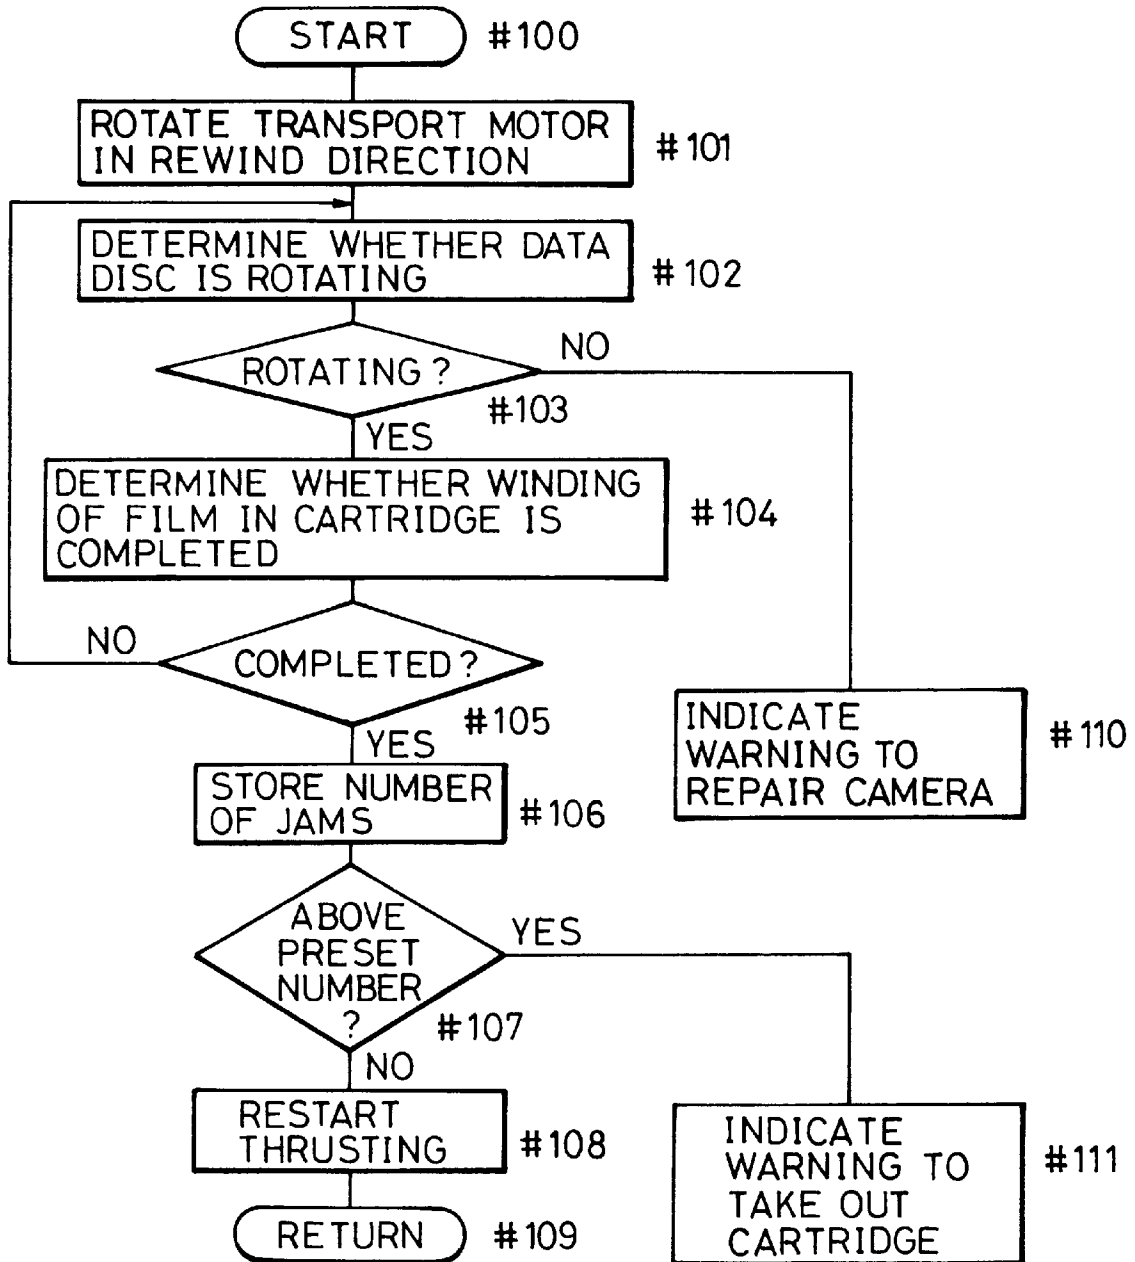 START #100
ROTATE TRANSPORT MOTOR
IN REWIND DIRECTION
#101
DETERMINE WHETHER DATA
DISC IS ROTATING
#102
ROTATING?
NO
#103
YES
DETERMINE WHETHER WINDING
OF FILM IN CARTRIDGE IS
COMPLETED
#104
NO
COMPLETED?
#105
YES
INDICATE
WARNING TO
REPAIR CAMERA
#110
STORE NUMBER
OF JAMS
#106
ABOVE
PRESET
NUMBER
?
YES
#107
NO
RESTART
THRUSTING
#108
INDICATE
WARNING TO
TAKE OUT
CARTRIDGE
#111
RETURN #109